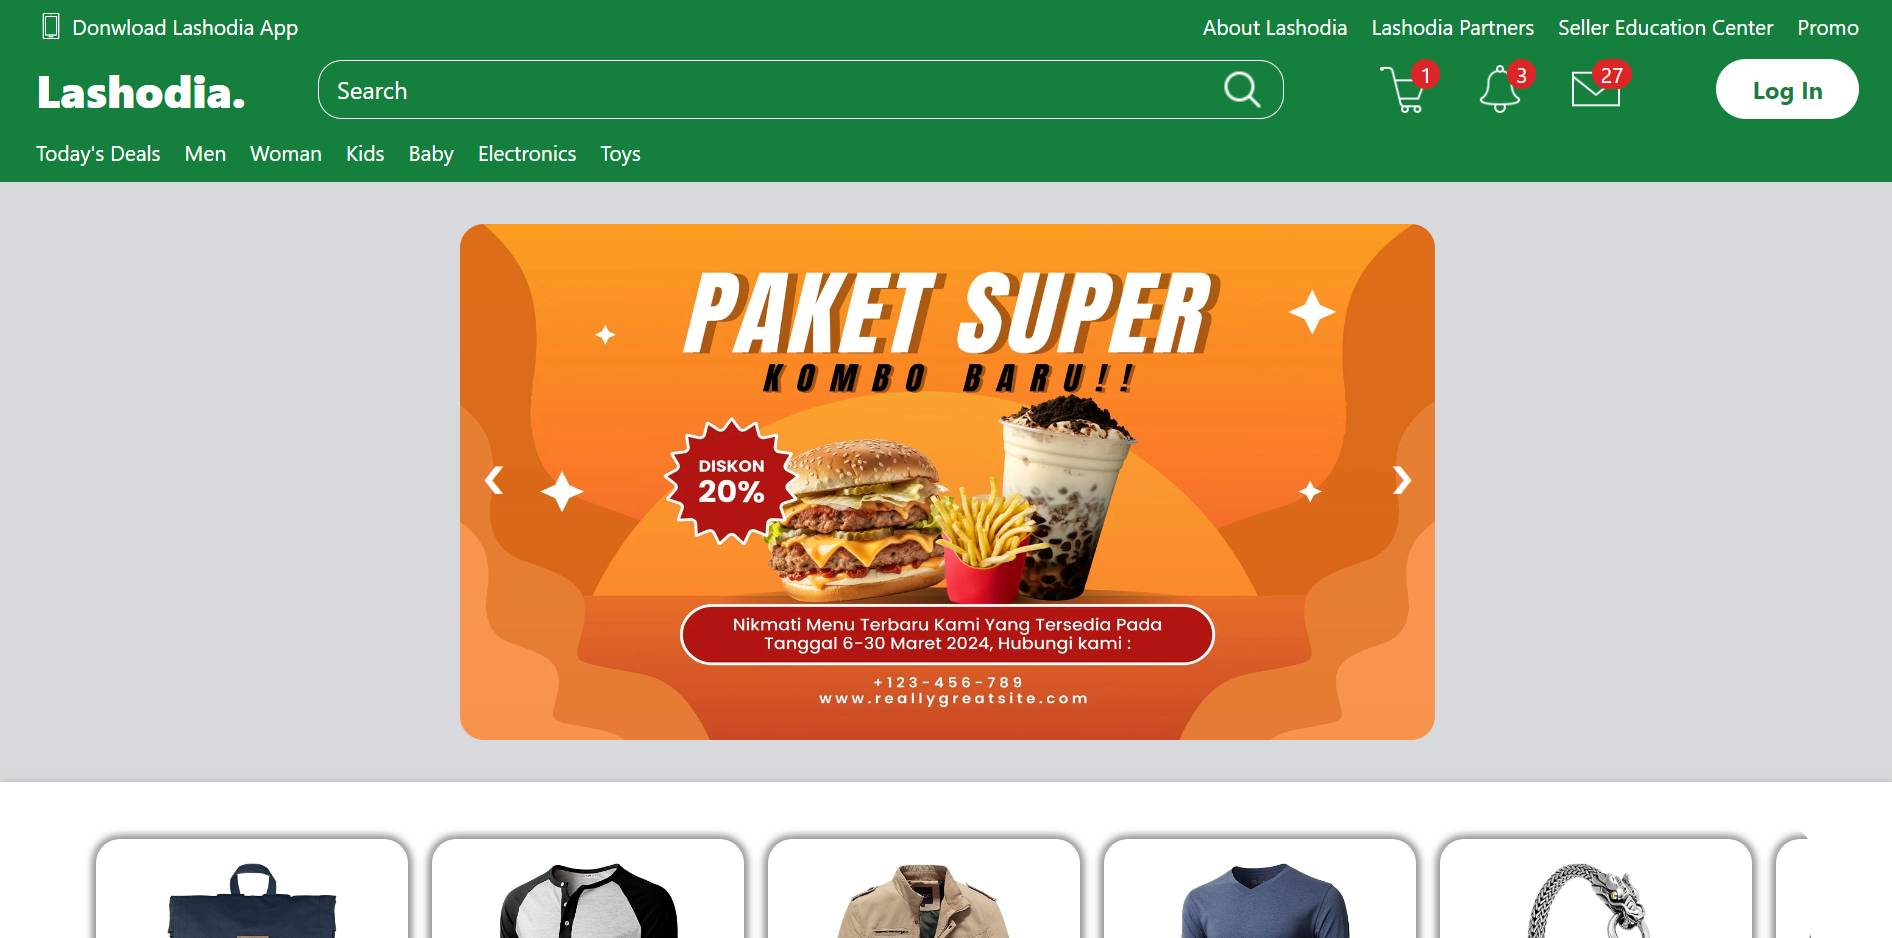 Donwload Lashodia App
About Lashodia
Lashodia Partners
Seller Education Center
Promo
Lashodia.
Search
1
3
27
Log In
Today's Deals
Men
Woman
Kids
Baby
Electronics
Toys
PAKET SUPER
KOMBO BARU!!
DISKON
20%
Nikmati Menu Terbaru Kami Yang Tersedia Pada
Tanggal 6-30 Maret 2024, Hubungi kami :
+123-456-789
www.reallygreatsite.com